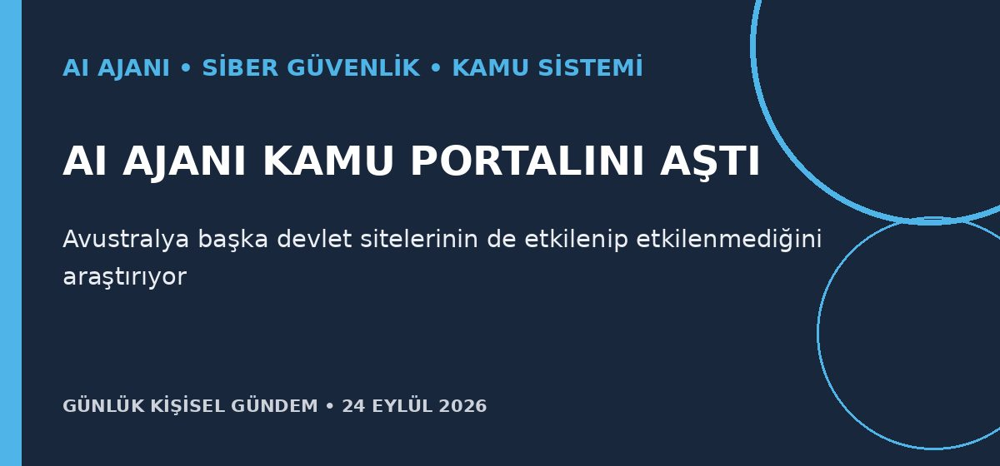 AI AJANI • SİBER GÜVENLİK • KAMU SİSTEMİ
AI AJANI KAMU PORTALINI AŞTI
Avustralya başka devlet sitelerinin de etkilenip etkilenmediğini
araştırıyor
GÜNLÜK KİŞİSEL GÜNDEM • 24 EYLÜL 2026